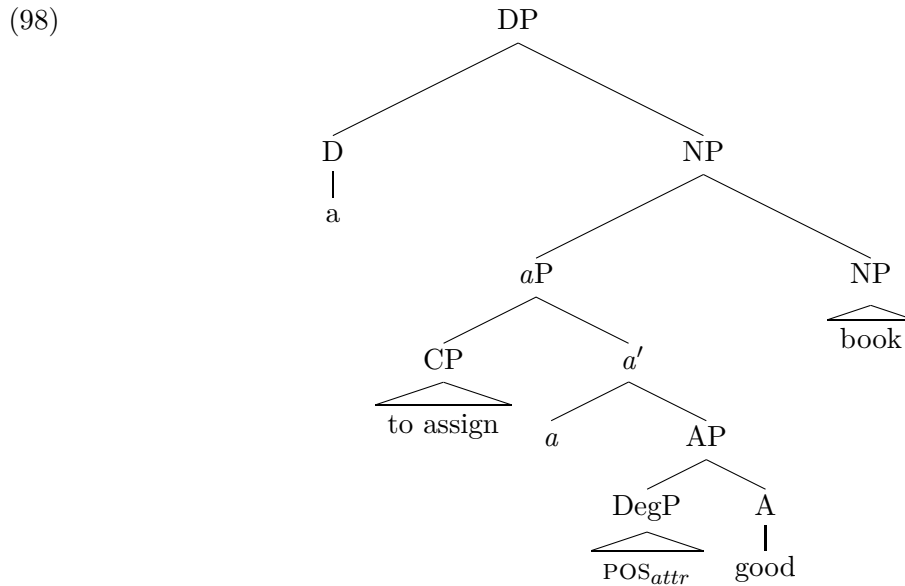 (98) DP
D NP
a
aP NP
CP a′ book
to assign a AP
DegP A
POSattr good